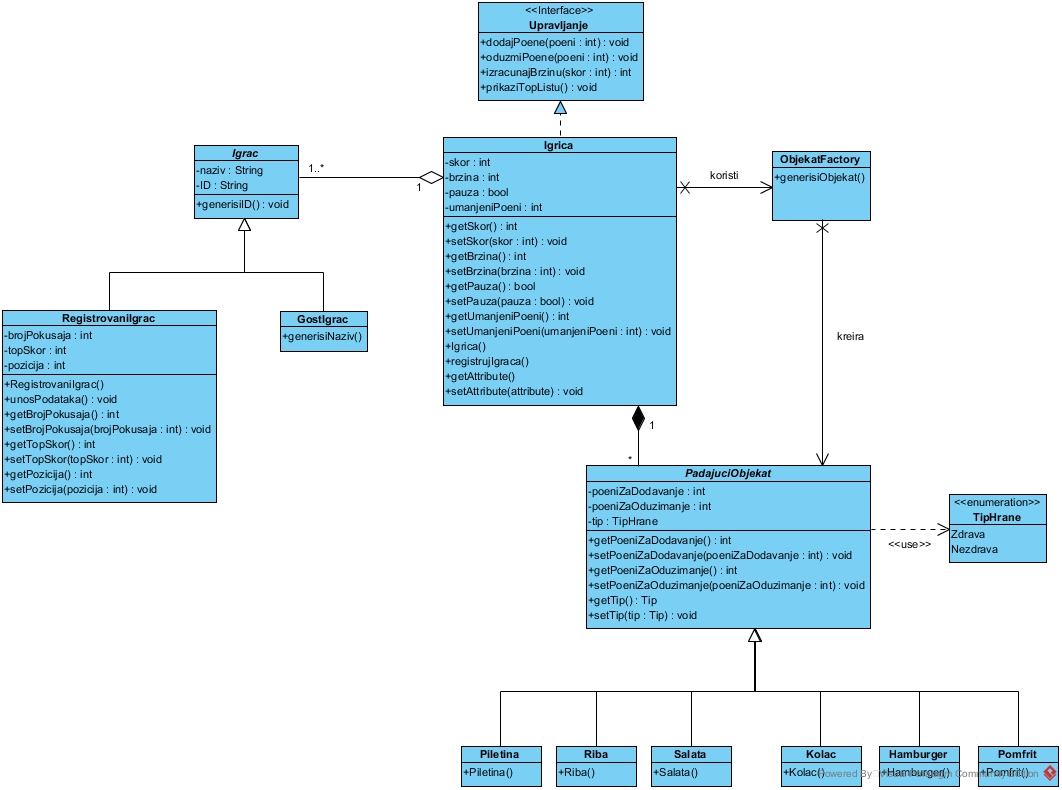 <<Interface>>
Upravljanje
+dodajPoene(poeni : int) : void
+oduzmiPoene(poeni : int) : void
+izracunajBrzinu(skor : int) : int
+prikaziTopListu() : void
Igrac
-naziv : String
-ID : String
+generisiID() : void
1..*
1
Igrica
-skor : int
-brzina : int
-pauza : bool
-umanjeniPoeni : int
+getSkor() : int
+setSkor(skor : int) : void
+getBrzina() : int
+setBrzina(brzina : int) : void
+getPauza() : bool
+setPauza(pauza : bool) : void
+getUmanjeniPoeni() : int
+setUmanjeniPoeni(umanjeniPoeni : int) : void
+Igrica()
+registrujIgraca()
+getAttribute()
+setAttribute(attribute) : void
koristi
ObjekatFactory
+generisiObjekat()
kreira
RegistrovaniIgrac
-brojPokusaja : int
-topSkor : int
-pozicija : int
+RegistrovaniIgrac()
+unosPodataka() : void
+getBrojPokusaja() : int
+setBrojPokusaja(brojPokusaja : int) : void
+getTopSkor() : int
+setTopSkor(topSkor : int) : void
+getPozicija() : int
+setPozicija(pozicija : int) : void
GostIgrac
+generisiNaziv()
1
*
PadajuciObjekat
-poeniZaDodavanje : int
-poeniZaOduzimanje : int
-tip : TipHrane
+getPoeniZaDodavanje() : int
+setPoeniZaDodavanje(poeniZaDodavanje : int) : void
+getPoeniZaOduzimanje() : int
+setPoeniZaOduzimanje(poeniZaOduzimanje : int) : void
+getTip() : Tip
+setTip(tip : Tip) : void
<<use>>
<<enumeration>>
TipHrane
Zdrava
Nezdrava
Piletina
+Piletina()
Riba
+Riba()
Salata
+Salata()
Kolac
+Kolac()
Hamburger
+Hamburger()
Pomfrit
+Pomfrit()
Powered By Visual Paradigm Community Edition